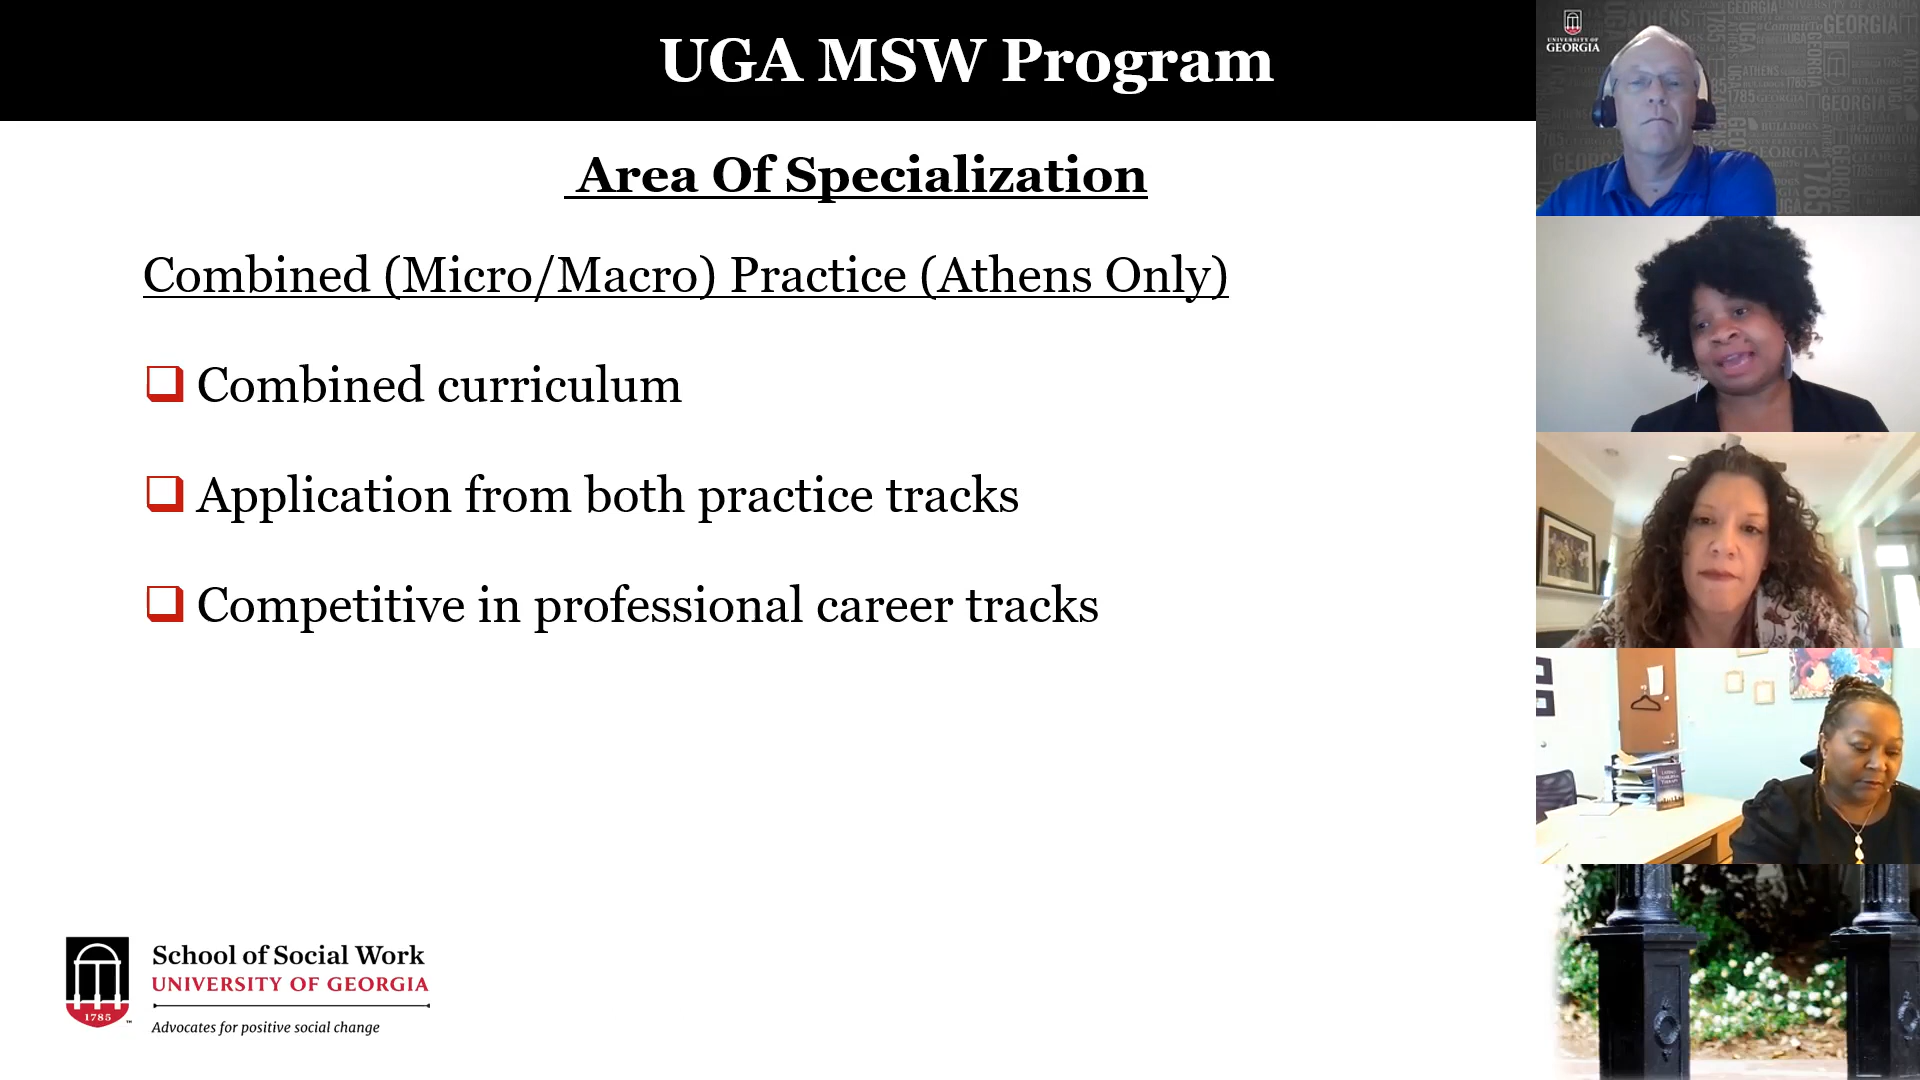 UGA MSW Program
Area Of Specialization
Combined (Micro/Macro) Practice (Athens Only)
Combined curriculum
Application from both practice tracks
Competitive in professional career tracks
School of Social Work
UNIVERSITY OF GEORGIA
1785
Advocates for positive social change
UNIVERSITY OF
GEORGIA